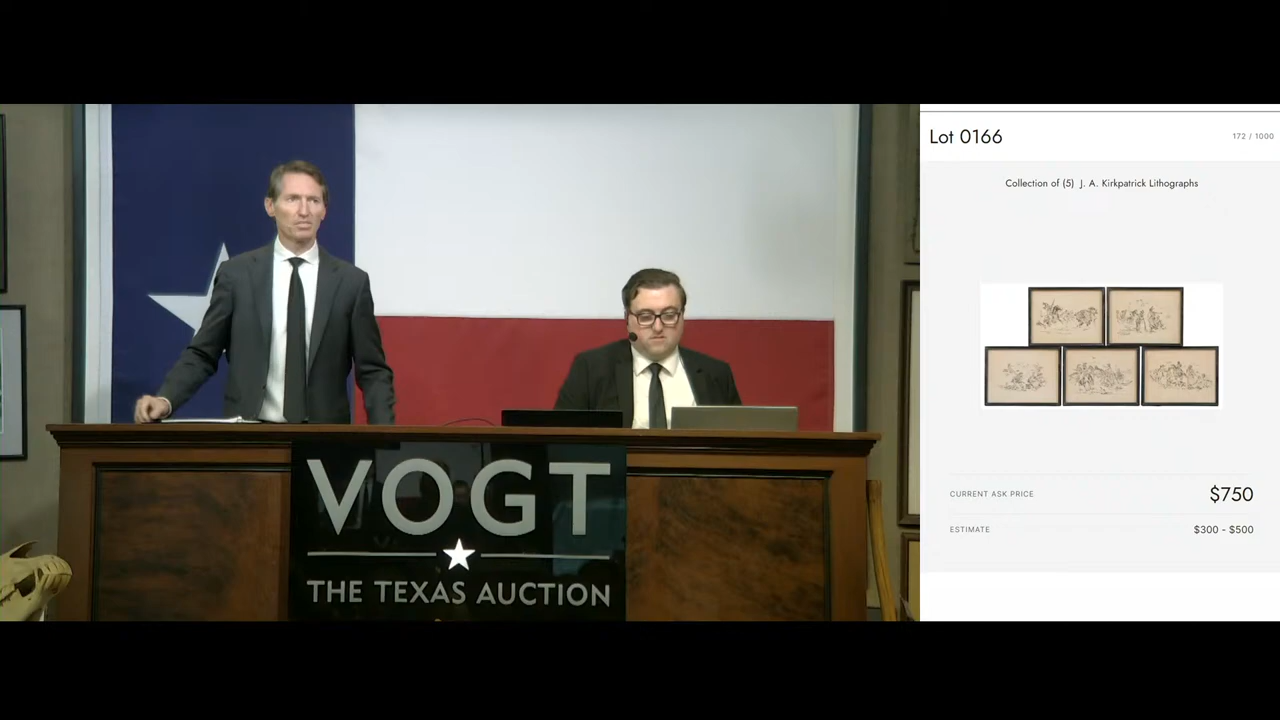 Lot 0166
172 / 1000
Collection of (5) J. A. Kirkpatrick Lithographs
CURRENT ASK PRICE
$750
ESTIMATE
$300 - $500
VOGT
THE TEXAS AUCTION